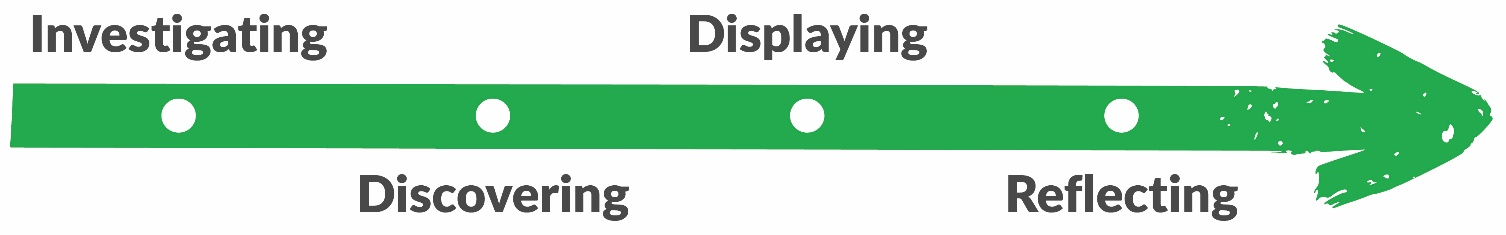 Investigating
Discovering
Displaying
Reflecting